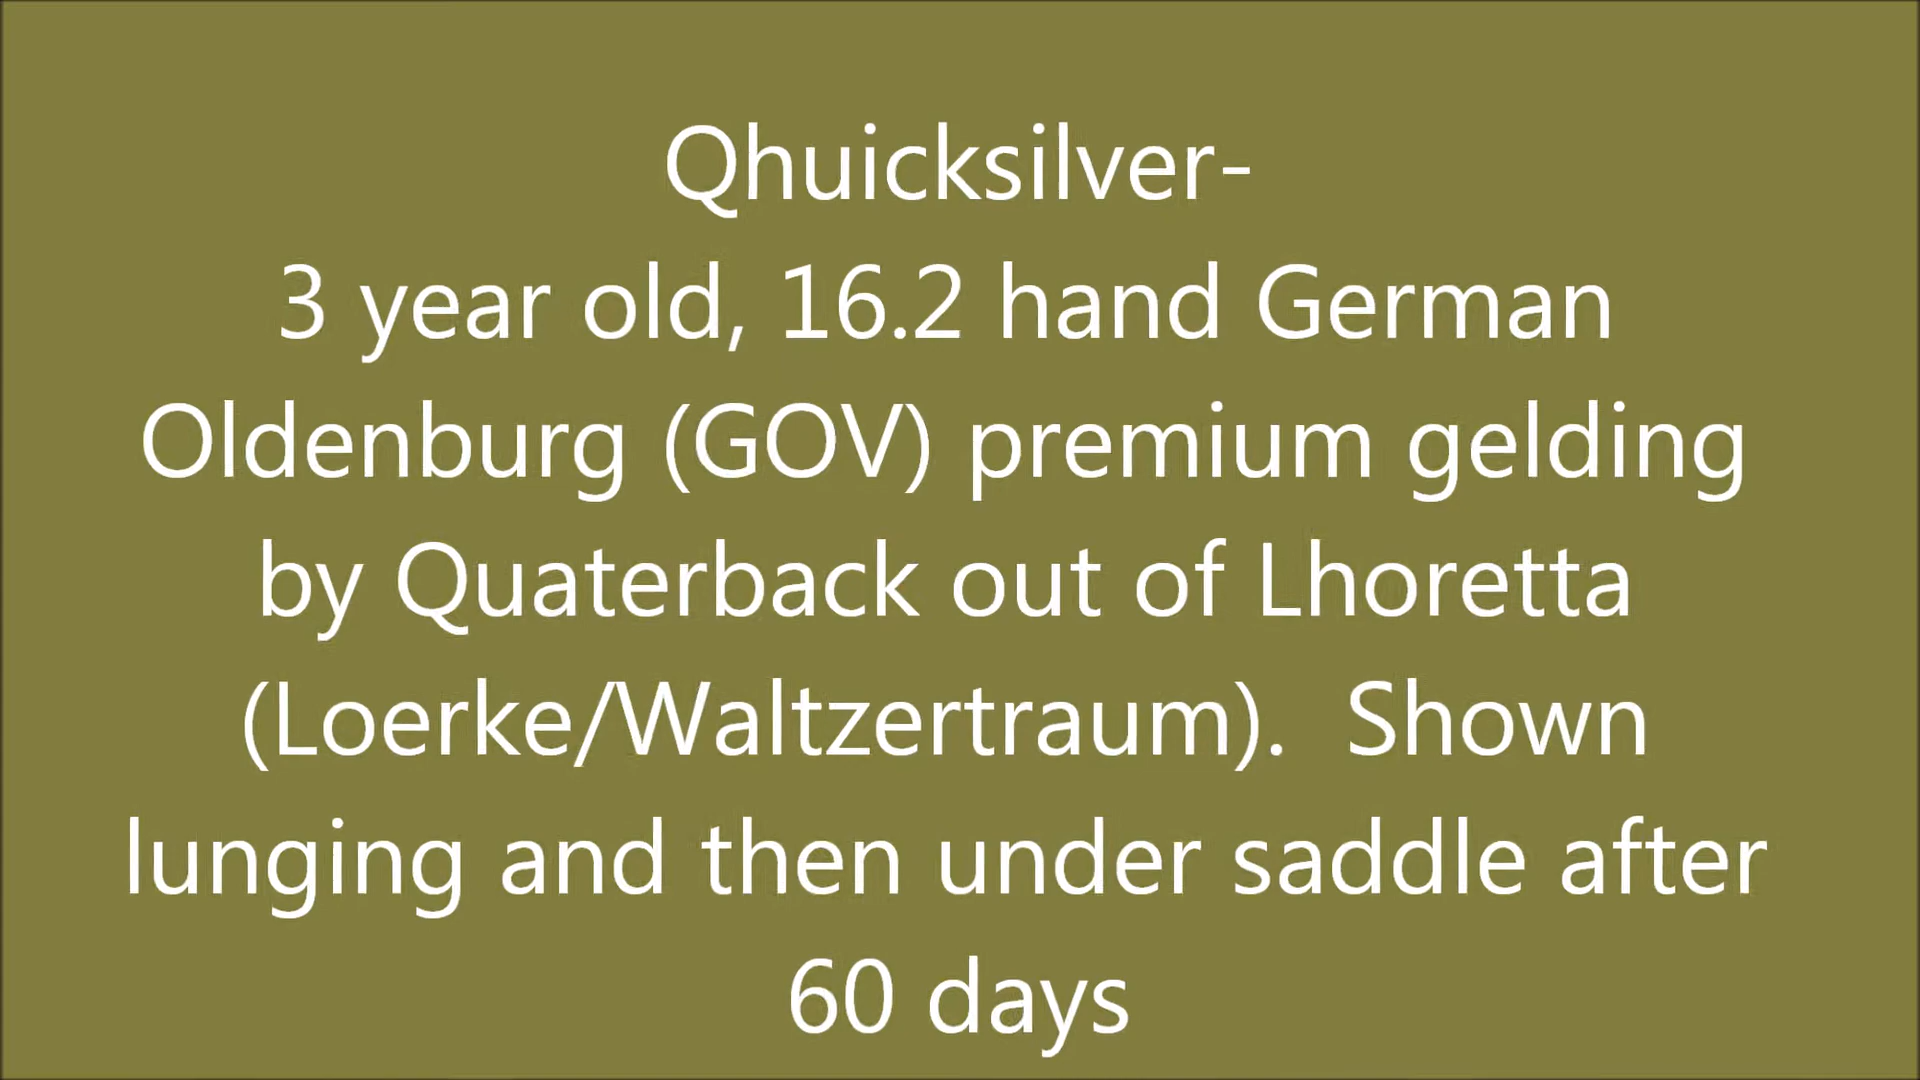 Qhuicksilver-
3 year old, 16.2 hand German
Oldenburg (GOV) premium gelding
by Quaterback out of Lhoretta
(Loerke/Waltzertraum).  Shown
lunging and then under saddle after
60 days